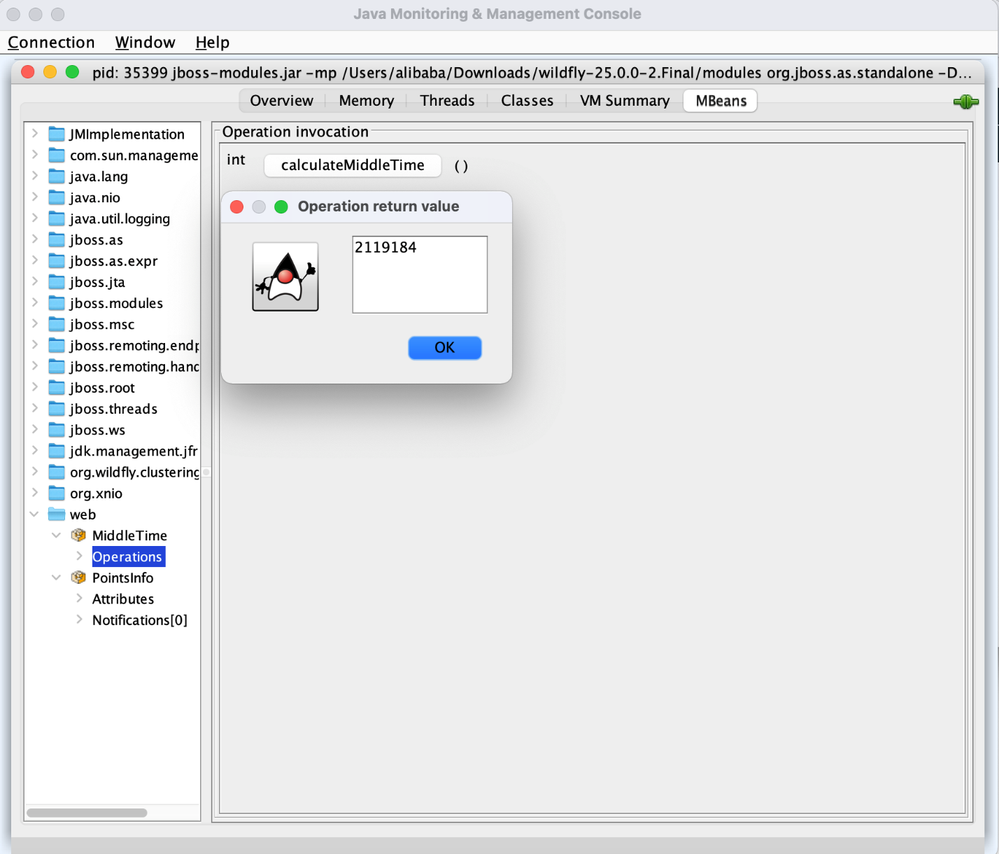 Java Monitoring & Management Console
Connection Window Help
pid: 35399 jboss-modules.jar -mp /Users/alibaba/Downloads/wildfly-25.0.0-2.Final/modules org.jboss.as.standalone -D...
Overview Memory Threads Classes VM Summary MBeans
JMImplementation
com.sun.manageme
java.lang
java.nio
java.util.logging
jboss.as
jboss.as.expr
jboss.jta
jboss.modules
jboss.msc
jboss.remoting.endp
jboss.remoting.hand
jboss.root
jboss.threads
jboss.ws
jdk.management.jfr
org.wildfly.clustering
org.xnio
web
MiddleTime
Operations
PointsInfo
Attributes
Notifications[0]
Operation invocation
int calculateMiddleTime ()
Operation return value
2119184
OK